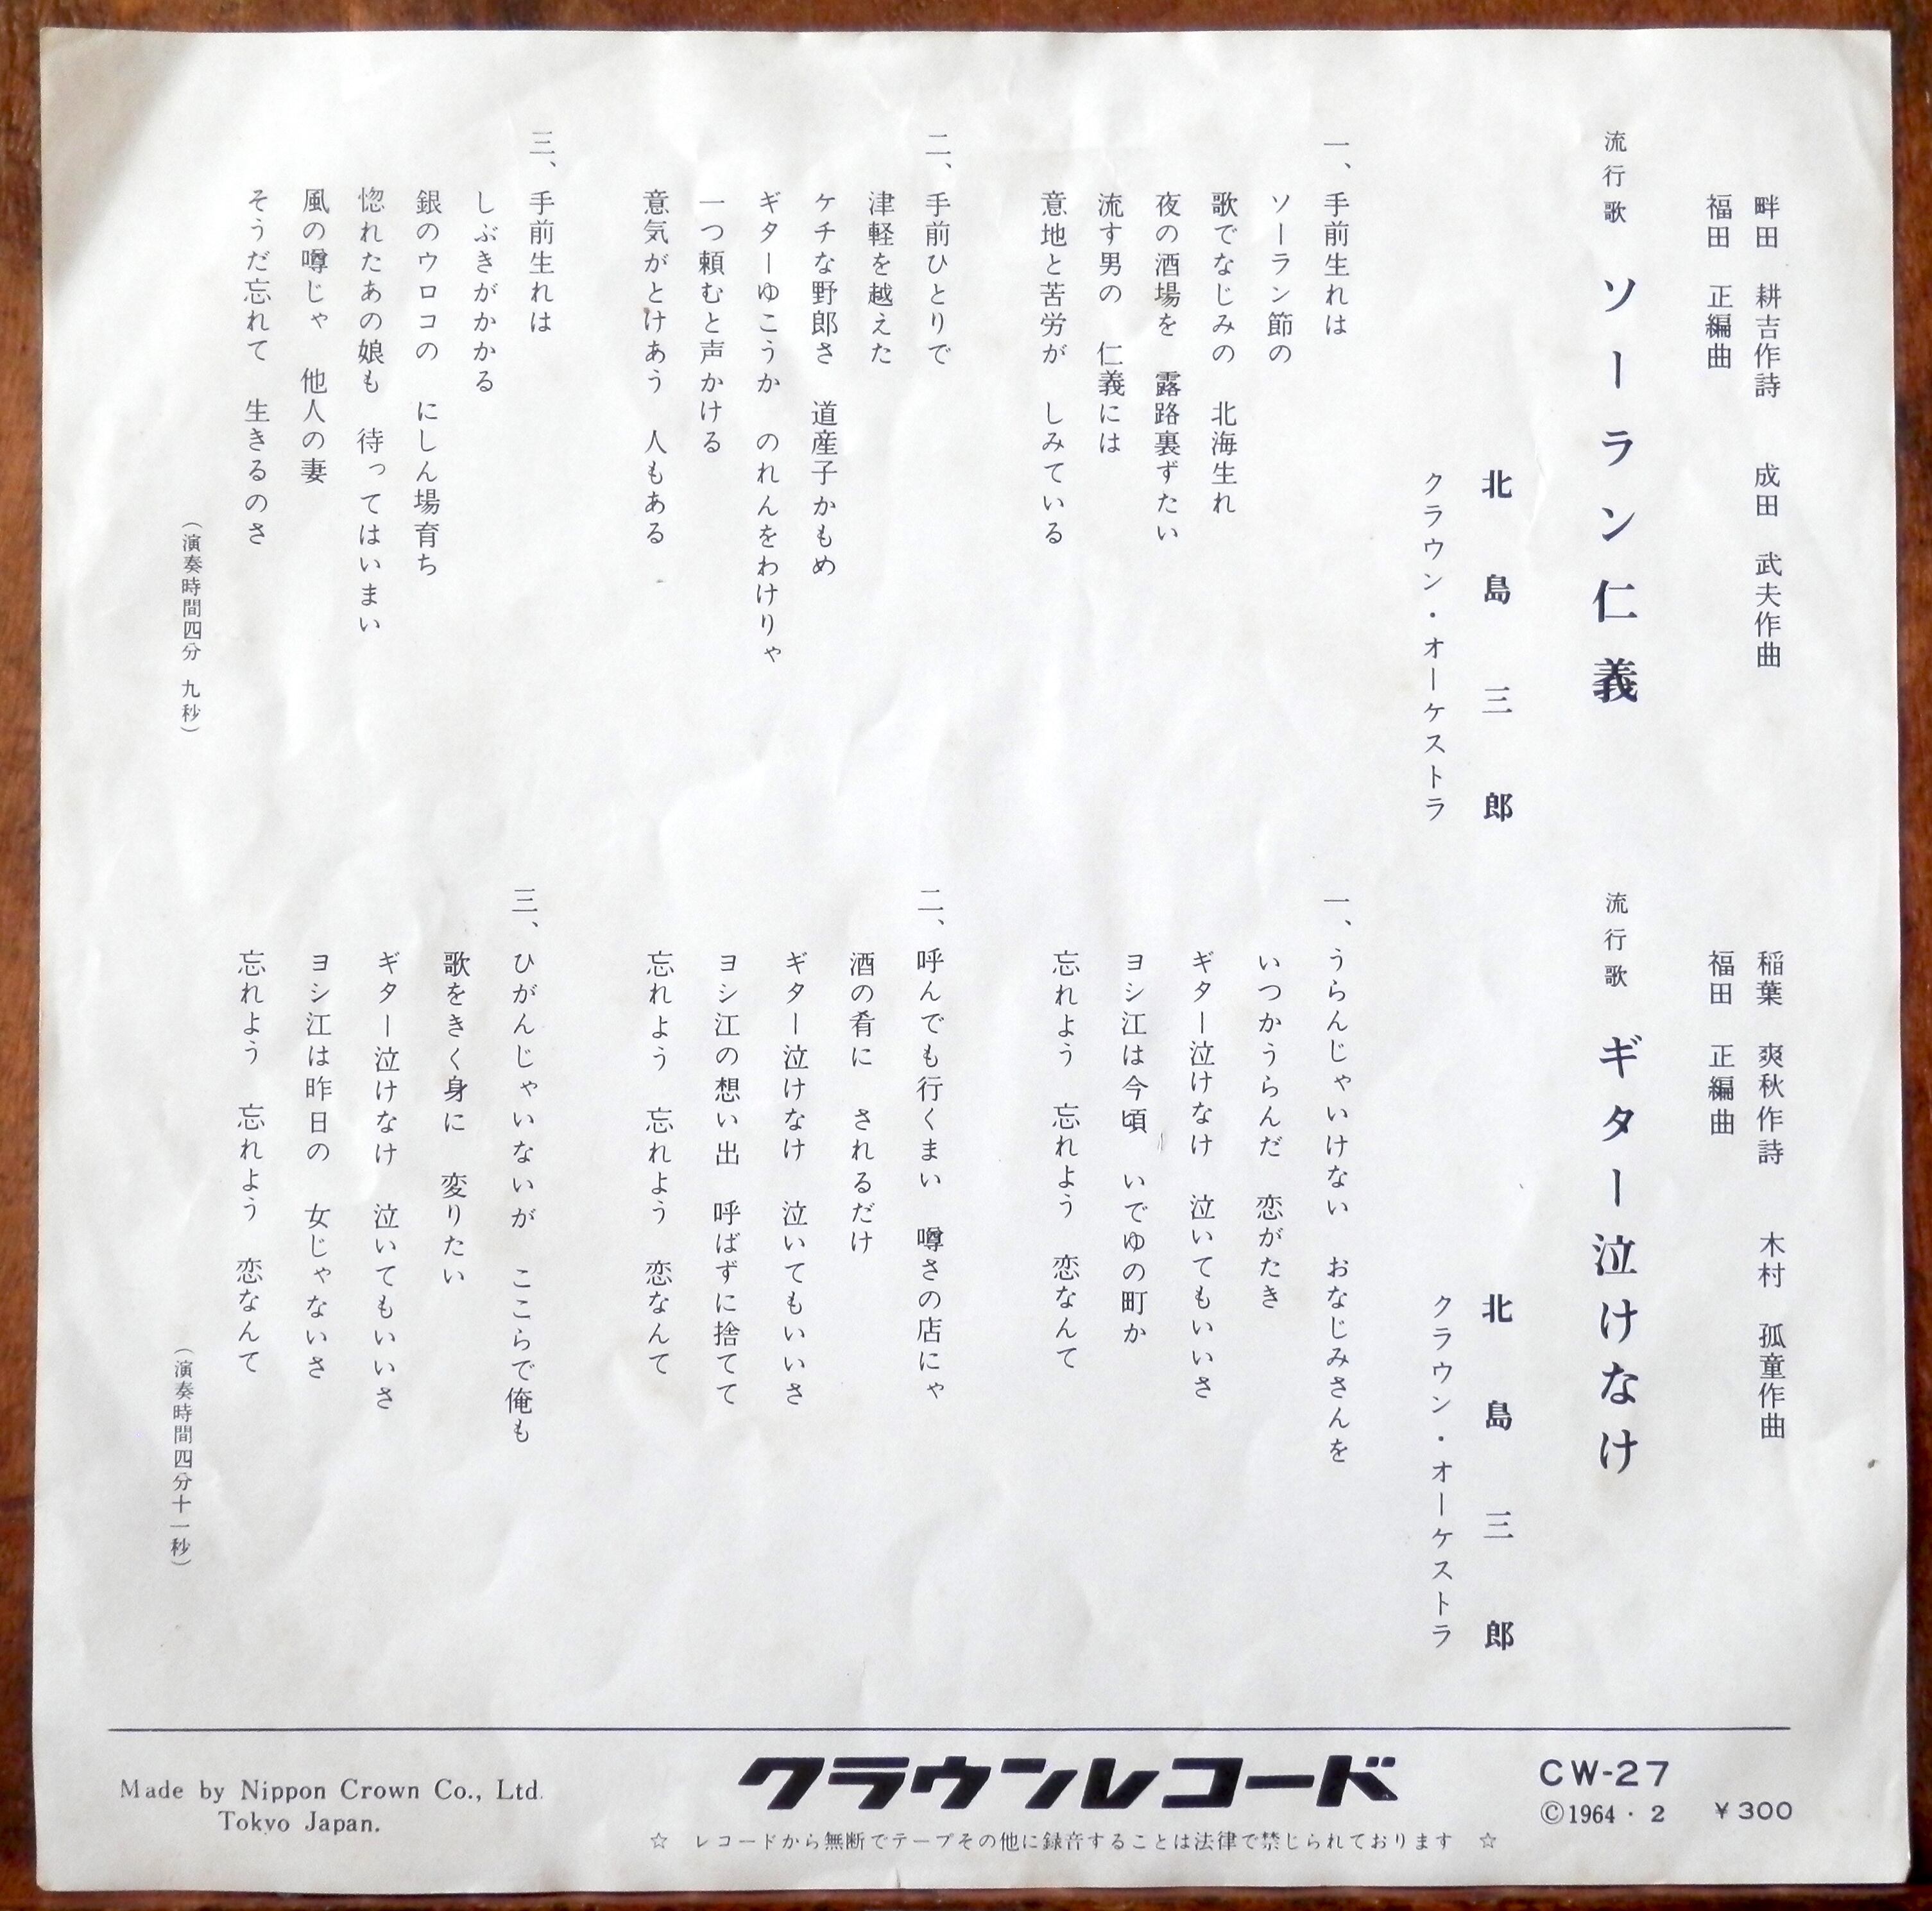 畔田　耕吉作詩　　成田　武夫作曲
福田　正編曲
流行歌　ソーラン仁義
北島三郎
クラウン・オーケストラ
一、手前生れは
ソーラン節の
歌でなじみの　北海生れ
夜の酒場を　露路裏ずたい
流す男の　仁義には
意地と苦労が　しみている
二、手前ひとりで
津軽を越えた
ケチな野郎さ　道産子かもめ
ギターゆこうか　のれんをわけりゃ
一つ頼むと声かける
意気がとけあう　人もある
三、手前生れは
しぶきがかかる
銀のウロコの　にしん場育ち
惚れたあの娘も　待ってはいまい
風の噂じゃ　他人の妻
そうだ忘れて　生きるのさ
（演奏時間四分　九秒）
稲葉　爽秋作詩　　木村　孤童作曲
福田　正編曲
流行歌　ギター泣けなけ
北島三郎
クラウン・オーケストラ
一、うらんじゃいけない　おなじみさんを
いつかうらんだ　恋がたき
ギター泣けなけ　泣いてもいいさ
ヨシ江は今頃　いでゆの町か
忘れよう　忘れよう　恋なんて
二、呼んでも行くまい　噂さの店にゃ
酒の肴に　されるだけ
ギター泣けなけ　泣いてもいいさ
ヨシ江の想い出　呼ばずに捨てて
忘れよう　忘れよう　恋なんて
三、ひがんじゃいないが　ここらで俺も
歌をきく身に　変りたい
ギター泣けなけ　泣いてもいいさ
ヨシ江は昨日の　女じゃないさ
忘れよう　忘れよう　恋なんて
（演奏時間四分十一秒）
Made by Nippon Crown Co., Ltd.
Tokyo Japan.
クラウンレコード
☆　レコードから無断でテープその他に録音することは法律で禁じられております　☆
CW-27
©1964・2　¥300